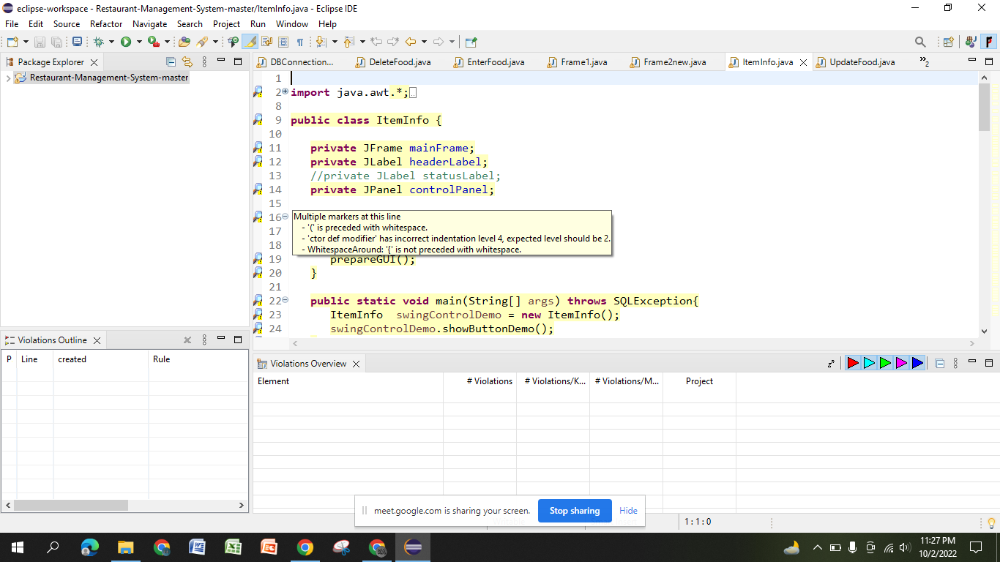 eclipse-workspace - Restaurant-Management-System-master/ItemInfo.java - Eclipse IDE
File Edit Source Refactor Navigate Search Project Run Window Help
Package Explorer
Restaurant-Management-System-master
DBConnection... DeleteFood.java EnterFood.java Frame1.java Frame2new.java ItemInfo.java UpdateFood.java »2
1
2 import java.awt.*;
8
9 public class ItemInfo {
10
11 private JFrame mainFrame;
12 private JLabel headerLabel;
13 //private JLabel statusLabel;
14 private JPanel controlPanel;
15
16 Multiple markers at this line
- '(' is preceded with whitespace.
17
- 'ctor def modifier' has incorrect indentation level 4, expected level should be 2.
18
- WhitespaceAround: '{' is not preceded with whitespace.
19 prepareGUI();
20 }
21
22 public static void main(String[] args) throws SQLException{
23 ItemInfo swingControlDemo = new ItemInfo();
24 swingControlDemo.showButtonDemo();
Violations Outline
P Line created Rule
Violations Overview
Element # Violations # Violations/K... # Violations/M... Project
meet.google.com is sharing your screen. Stop sharing Hide
1:1:0
11:27 PM
10/2/2022